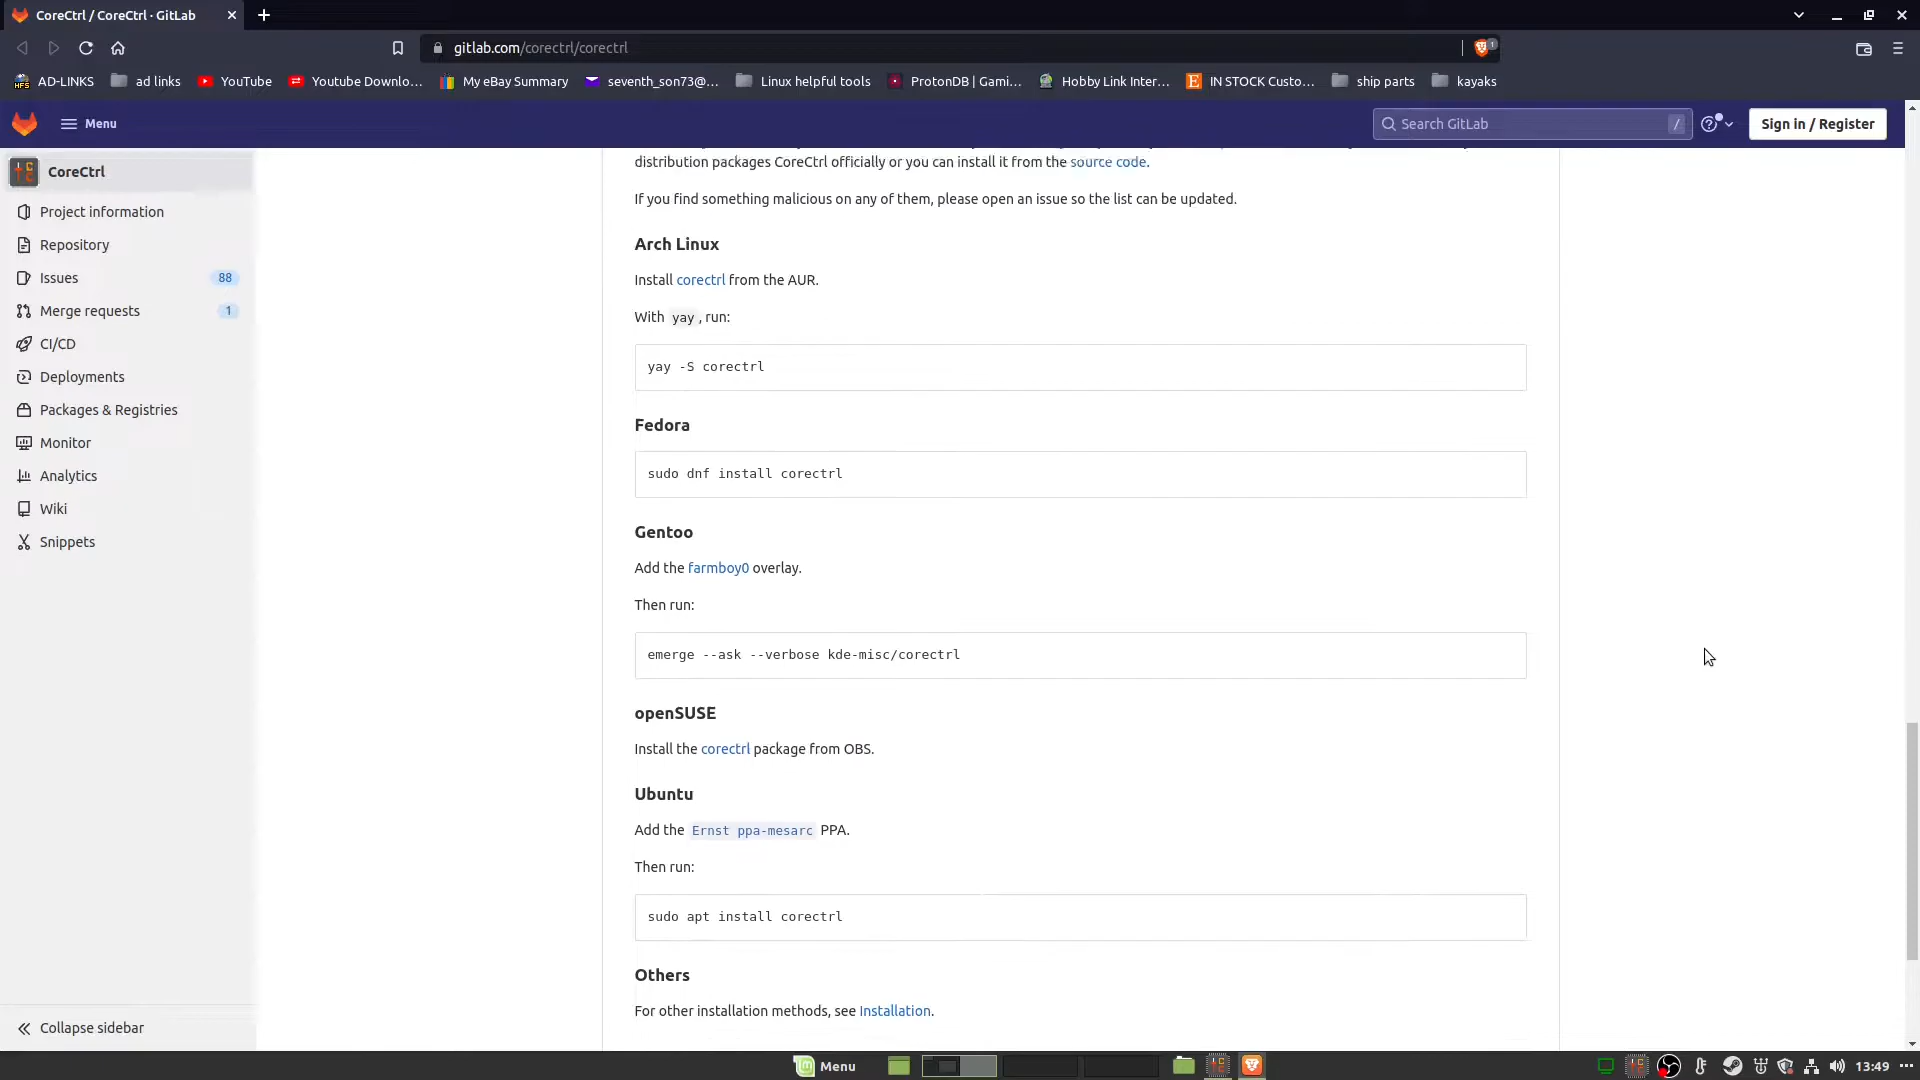 CoreCtrl / CoreCtrl · GitLab
gitlab.com/corectrl/corectrl
1
AD-LINKS
ad links
YouTube
Youtube Downlo...
My eBay Summary
seventh_son73@...
Linux helpful tools
ProtonDB | Gami...
Hobby Link Inter...
IN STOCK Custo...
ship parts
kayaks
Menu
Search GitLab
/
Sign in / Register
CoreCtrl
Project information
Repository
Issues
88
Merge requests
1
CI/CD
Deployments
Packages & Registries
Monitor
Analytics
Wiki
Snippets
Collapse sidebar
distribution packages CoreCtrl officially or you can install it from the source code.
If you find something malicious on any of them, please open an issue so the list can be updated.
Arch Linux
Install corectrl from the AUR.
With yay , run:
yay -S corectrl
Fedora
sudo dnf install corectrl
Gentoo
Add the farmboy0 overlay.
Then run:
emerge --ask --verbose kde-misc/corectrl
openSUSE
Install the corectrl package from OBS.
Ubuntu
Add the Ernst ppa-mesarc PPA.
Then run:
sudo apt install corectrl
Others
For other installation methods, see Installation.
Menu
13:49